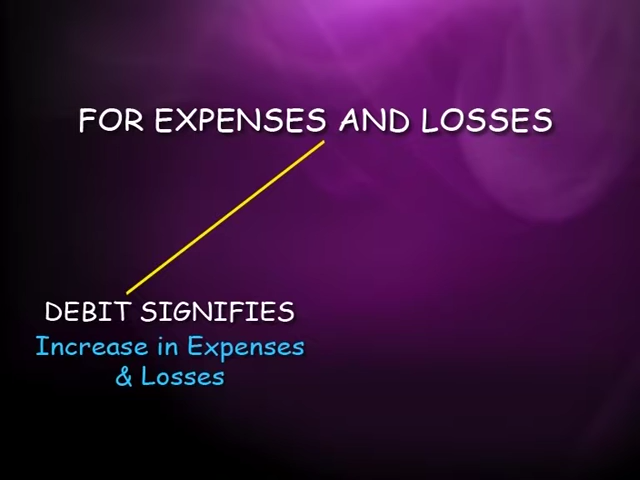 FOR EXPENSES AND LOSSES
DEBIT SIGNIFIES
Increase in Expenses
& Losses